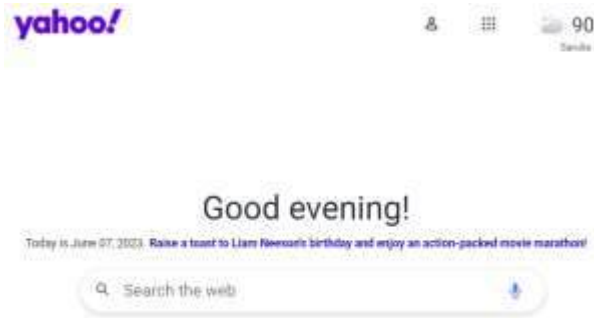 yahoo!
90
Today is June 07, 2023. Raise a toast to Liam Neeson's birthday and enjoy an action-packed movie marathon!
Good evening!
Search the web